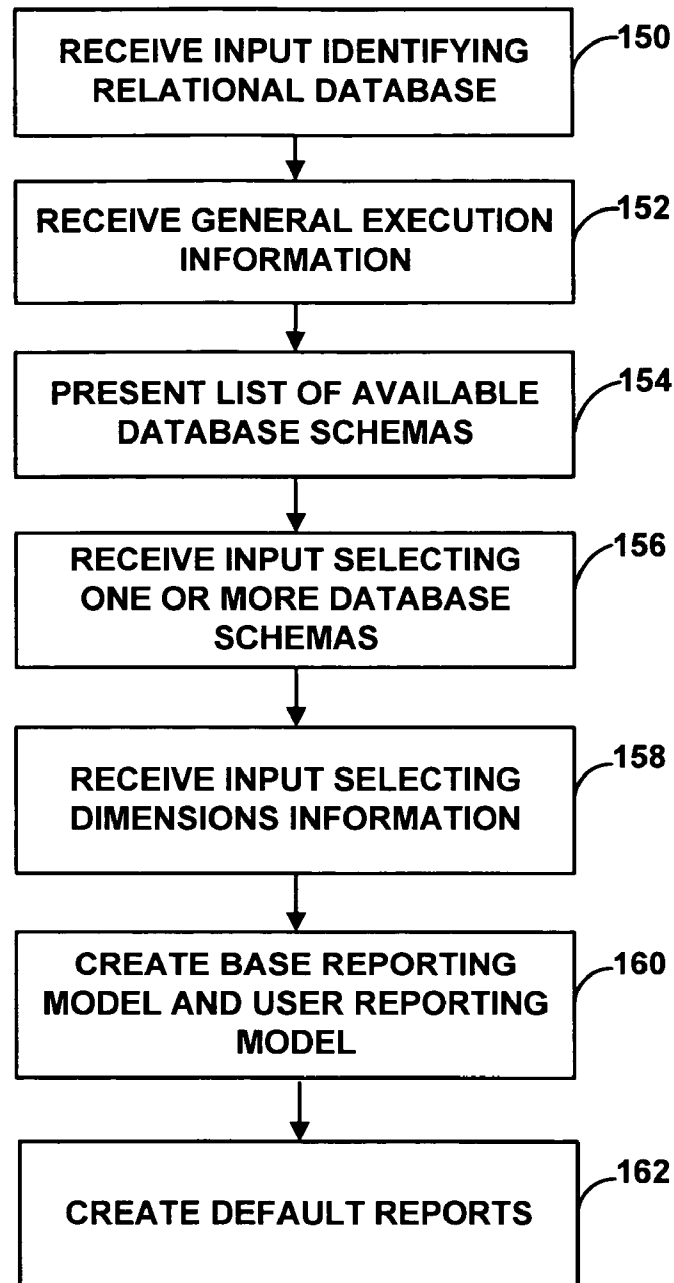 RECEIVE INPUT IDENTIFYING
RELATIONAL DATABASE
150
RECEIVE GENERAL EXECUTION
INFORMATION
152
PRESENT LIST OF AVAILABLE
DATABASE SCHEMAS
154
RECEIVE INPUT SELECTING
ONE OR MORE DATABASE
SCHEMAS
156
RECEIVE INPUT SELECTING
DIMENSIONS INFORMATION
158
CREATE BASE REPORTING
MODEL AND USER REPORTING
MODEL
160
CREATE DEFAULT REPORTS
162